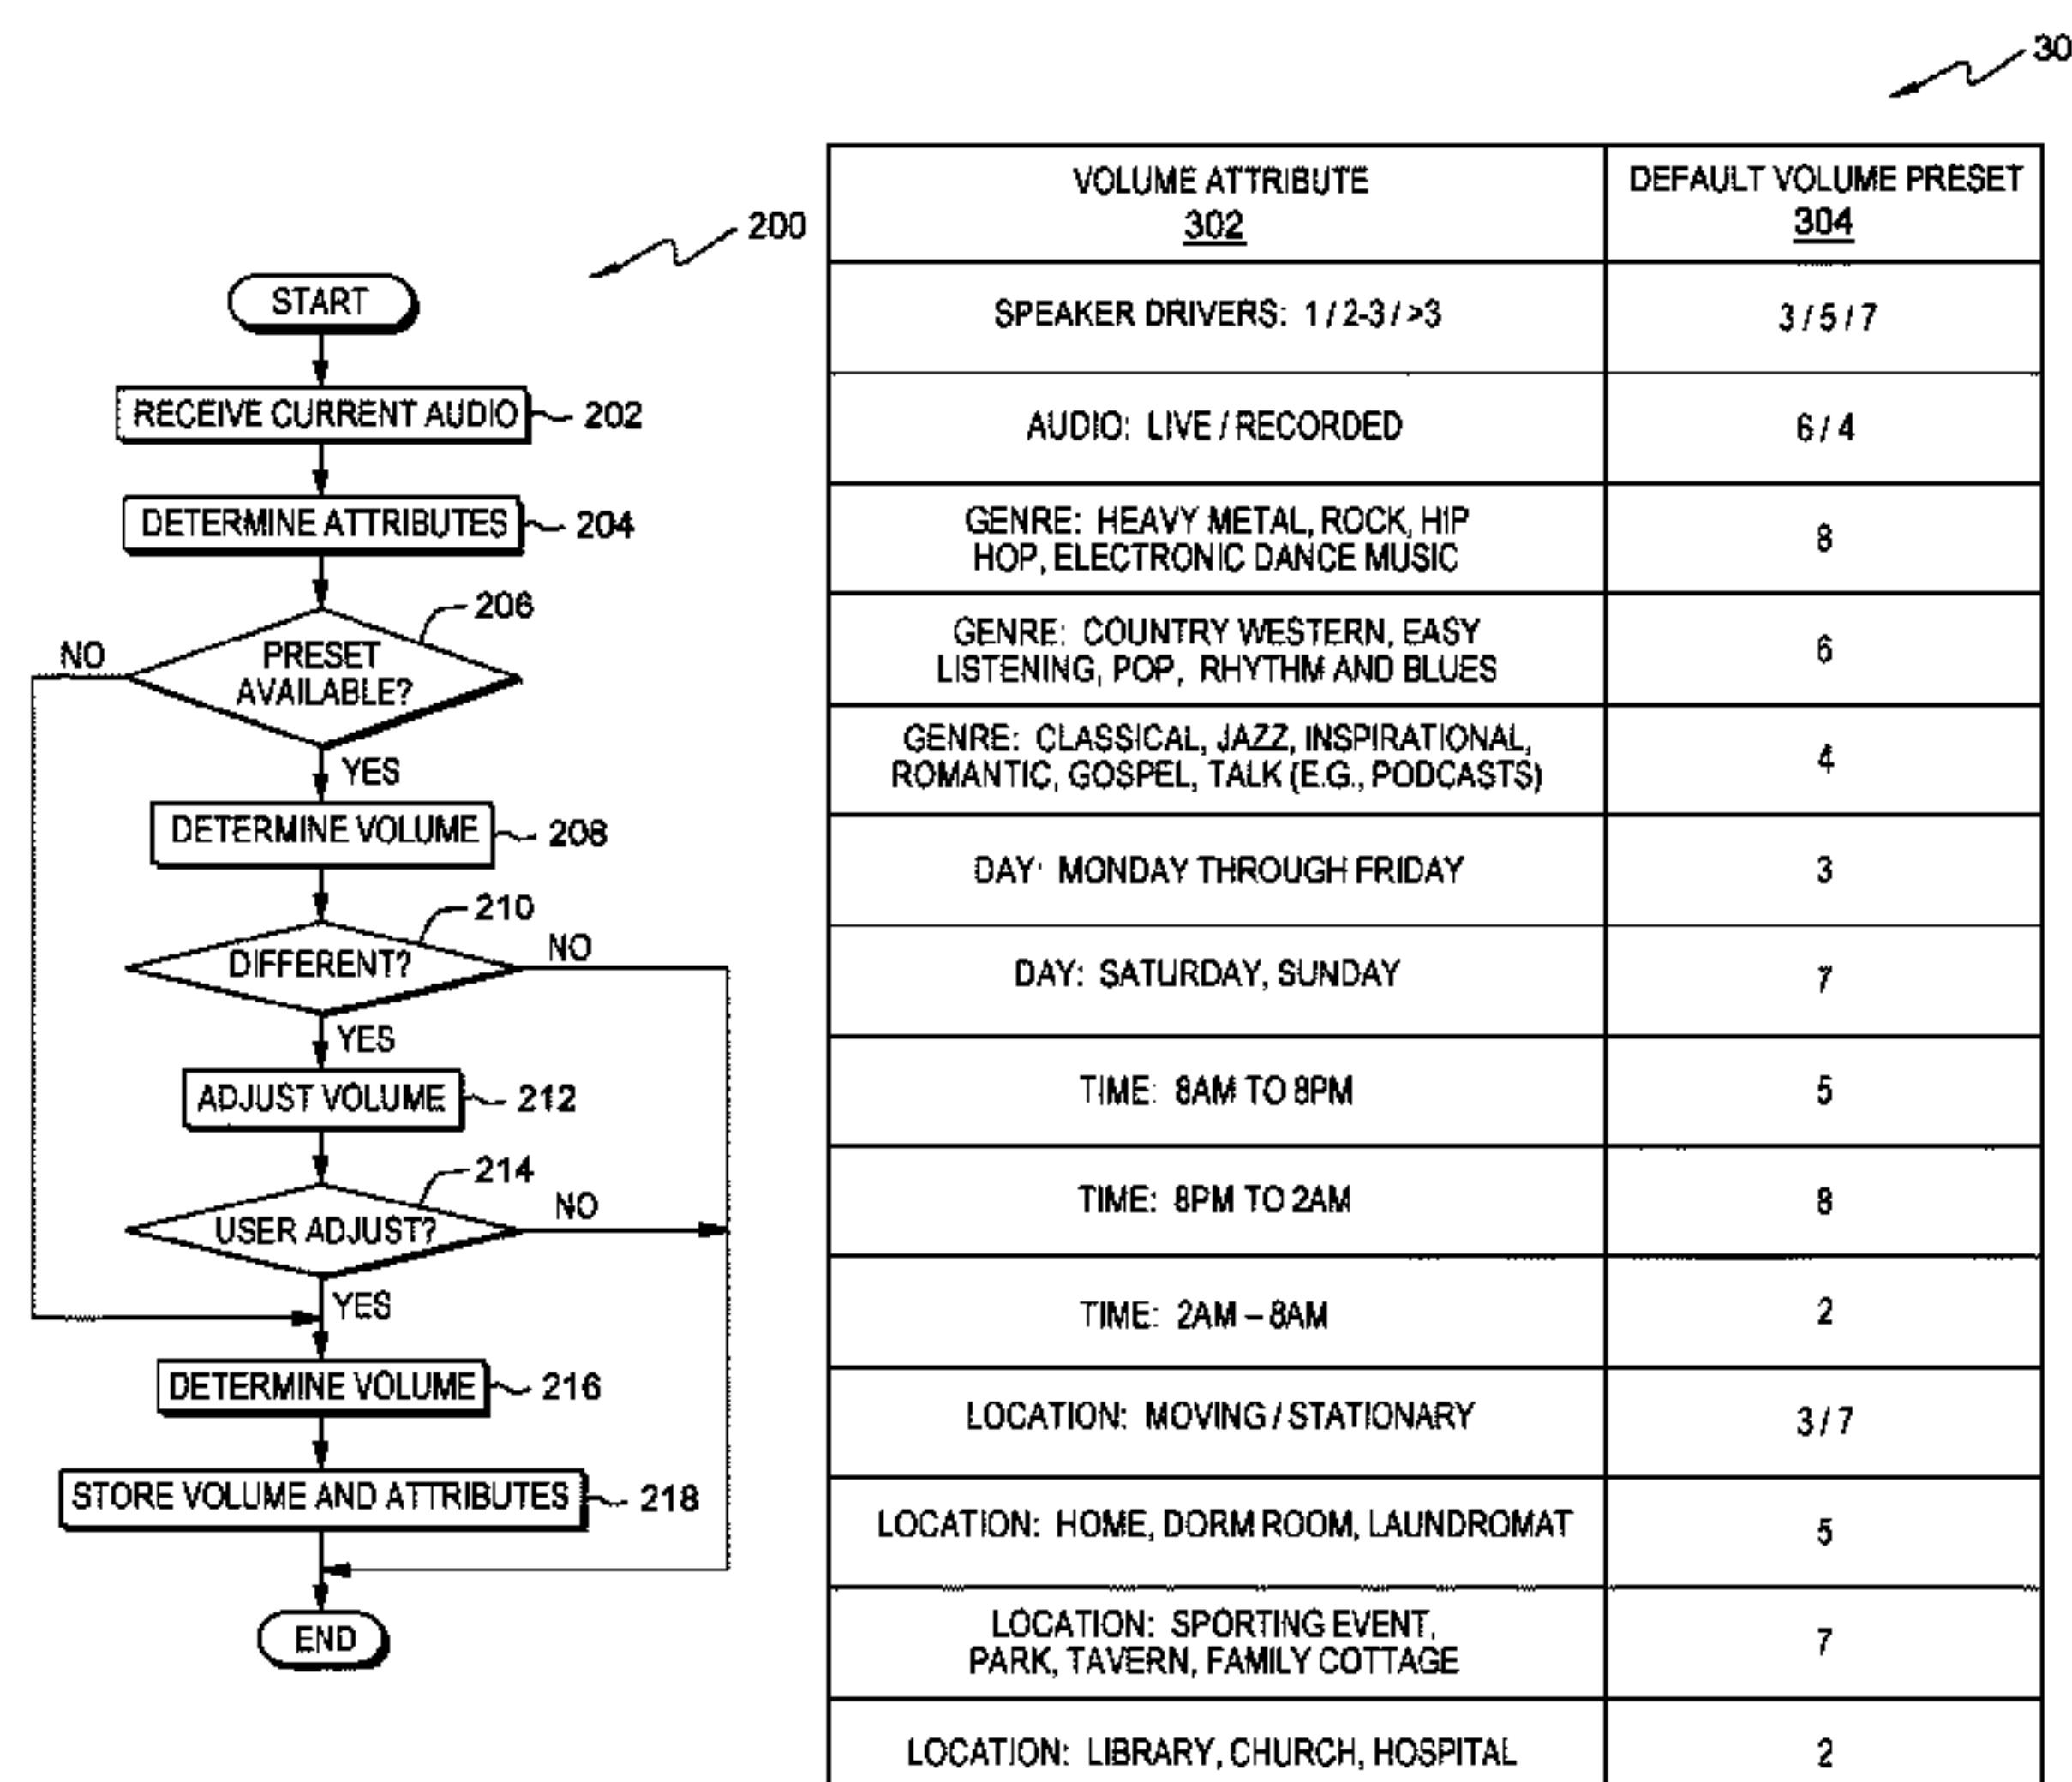 200
START
RECEIVE CURRENT AUDIO
202
DETERMINE ATTRIBUTES
204
206
NO
PRESET
AVAILABLE?
YES
DETERMINE VOLUME
208
210
DIFFERENT?
NO
YES
ADJUST VOLUME
212
214
USER ADJUST?
NO
YES
DETERMINE VOLUME
216
STORE VOLUME AND ATTRIBUTES
218
END
30
VOLUME ATTRIBUTE
302
DEFAULT VOLUME PRESET
304
SPEAKER DRIVERS: 1 / 2-3 / >3
3 / 5 / 7
AUDIO: LIVE / RECORDED
6 / 4
GENRE: HEAVY METAL, ROCK, HIP
HOP, ELECTRONIC DANCE MUSIC
8
GENRE: COUNTRY WESTERN, EASY
LISTENING, POP, RHYTHM AND BLUES
6
GENRE: CLASSICAL, JAZZ, INSPIRATIONAL,
ROMANTIC, GOSPEL, TALK (E.G., PODCASTS)
4
DAY: MONDAY THROUGH FRIDAY
3
DAY: SATURDAY, SUNDAY
7
TIME: 8AM TO 8PM
5
TIME: 8PM TO 2AM
8
TIME: 2AM – 8AM
2
LOCATION: MOVING / STATIONARY
3 / 7
LOCATION: HOME, DORM ROOM, LAUNDROMAT
5
LOCATION: SPORTING EVENT,
PARK, TAVERN, FAMILY COTTAGE
7
LOCATION: LIBRARY, CHURCH, HOSPITAL
2